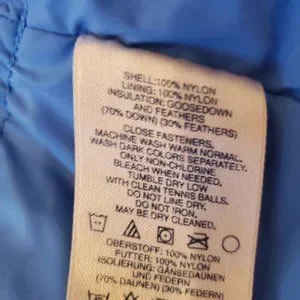 SHELL:100% NYLON
LINING: 100% NYLON
INSULATION: GOOSEDOWN
AND FEATHERS
(70% DOWN) (30% FEATHERS)
CLOSE FASTENERS.
MACHINE WASH WARM NORMAL.
WASH DARK COLORS SEPARATELY.
ONLY NON-CHLORINE
BLEACH WHEN NEEDED.
TUMBLE DRY LOW
WITH CLEAN TENNIS BALLS.
DO NOT LINE DRY.
DO NOT IRON.
MAY BE DRY CLEANED.
OBERSTOFF: 100% NYLON
FUTTER: 100% NYLON
ISOLIERUNG: GÄNSEDAUNEN
UND FEDERN
(70% DAUNEN) (30% FEDERN)